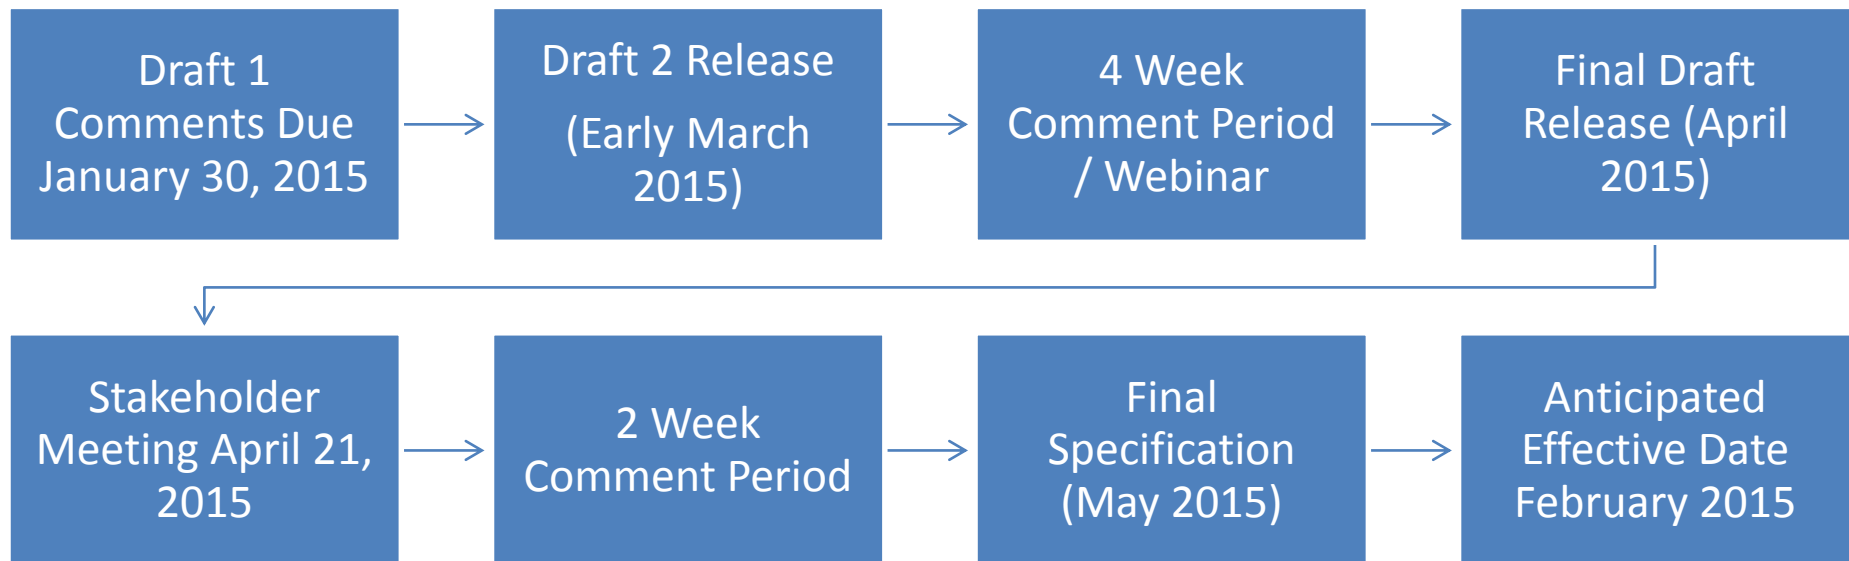 Draft 1
Comments Due
January 30, 2015
Draft 2 Release
(Early March
2015)
4 Week
Comment Period
/ Webinar
Final Draft
Release (April
2015)
Stakeholder
Meeting April 21,
2015
2 Week
Comment Period
Final
Specification
(May 2015)
Anticipated
Effective Date
February 2015